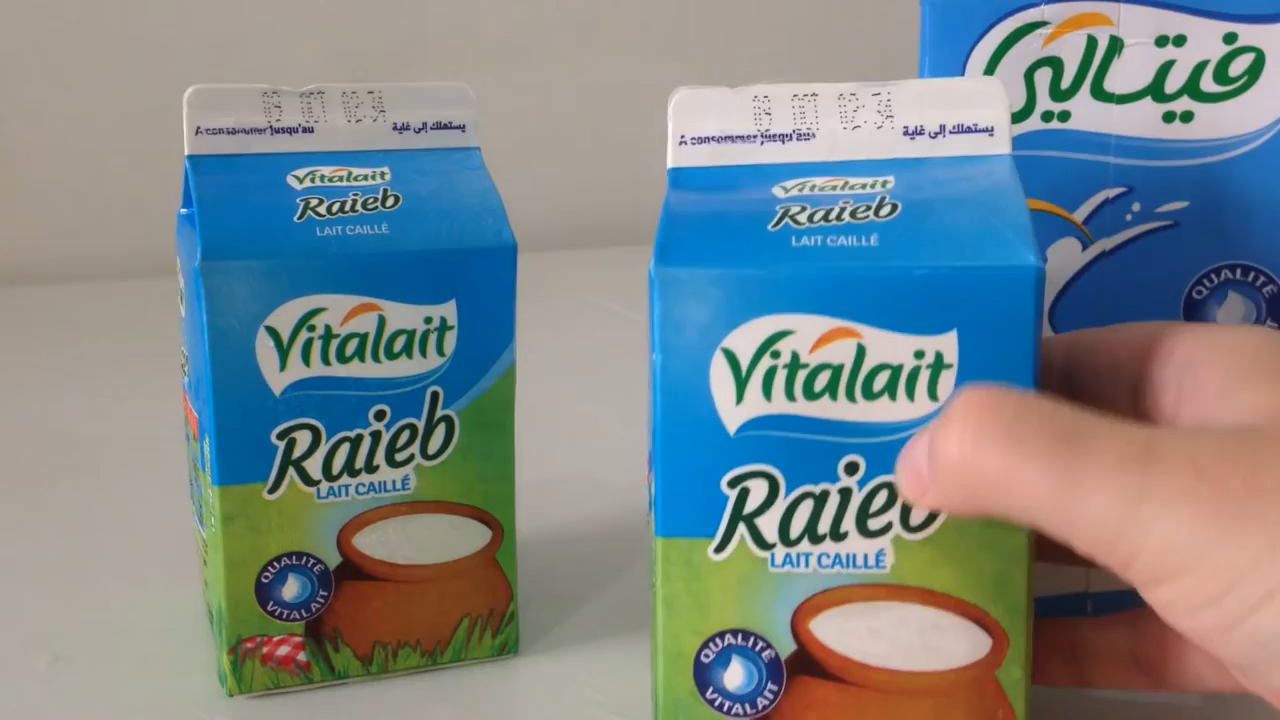 A consommer jusqu'au يستهلك إلى غاية
Vitalait
Raieb
LAIT CAILLÉ
Vitalait
Raieb
LAIT CAILLÉ
QUALITÉ
VITALAIT
A consommer jusqu'au يستهلك إلى غاية
Vitalait
Raieb
LAIT CAILLÉ
Vitalait
Raieb
LAIT CAILLÉ
QUALITÉ
VITALAIT
فيتالي
QUALITÉ